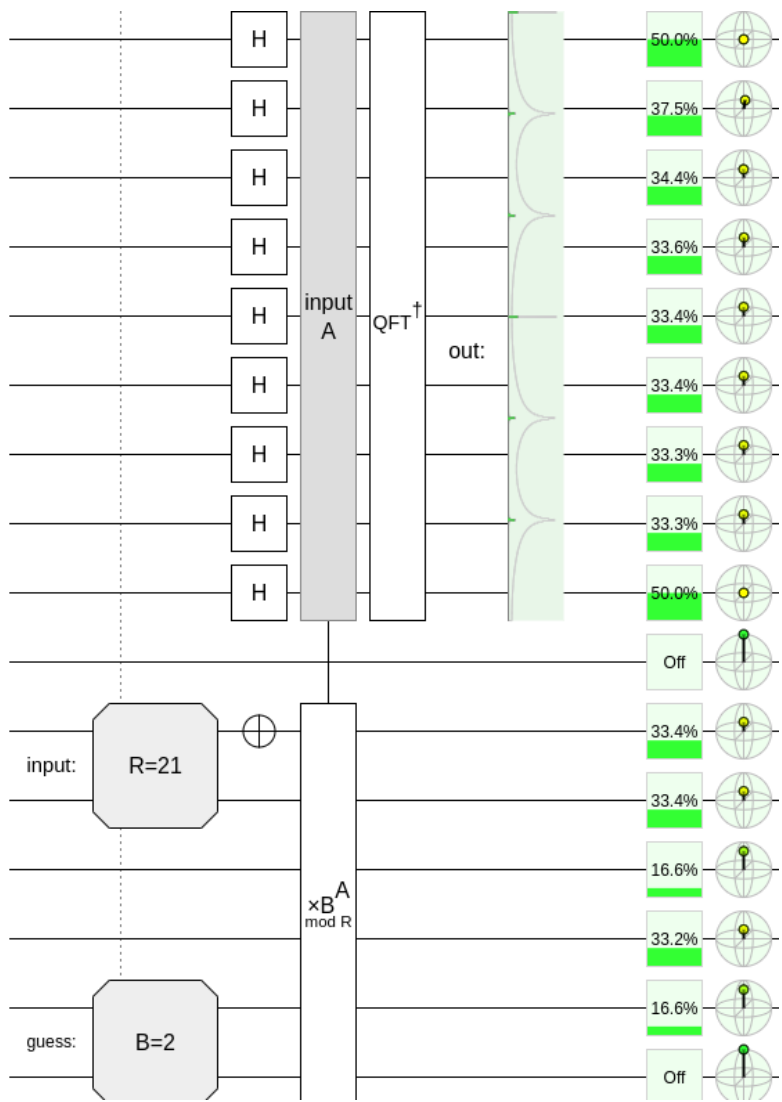 H
50.0%
H
37.5%
H
34.4%
H
33.6%
input
A
QFT†
H
33.4%
out:
H
33.4%
H
33.3%
H
33.3%
H
50.0%
Off
33.4%
input:
R=21
33.4%
16.6%
×B^A
mod R
33.2%
16.6%
guess:
B=2
Off